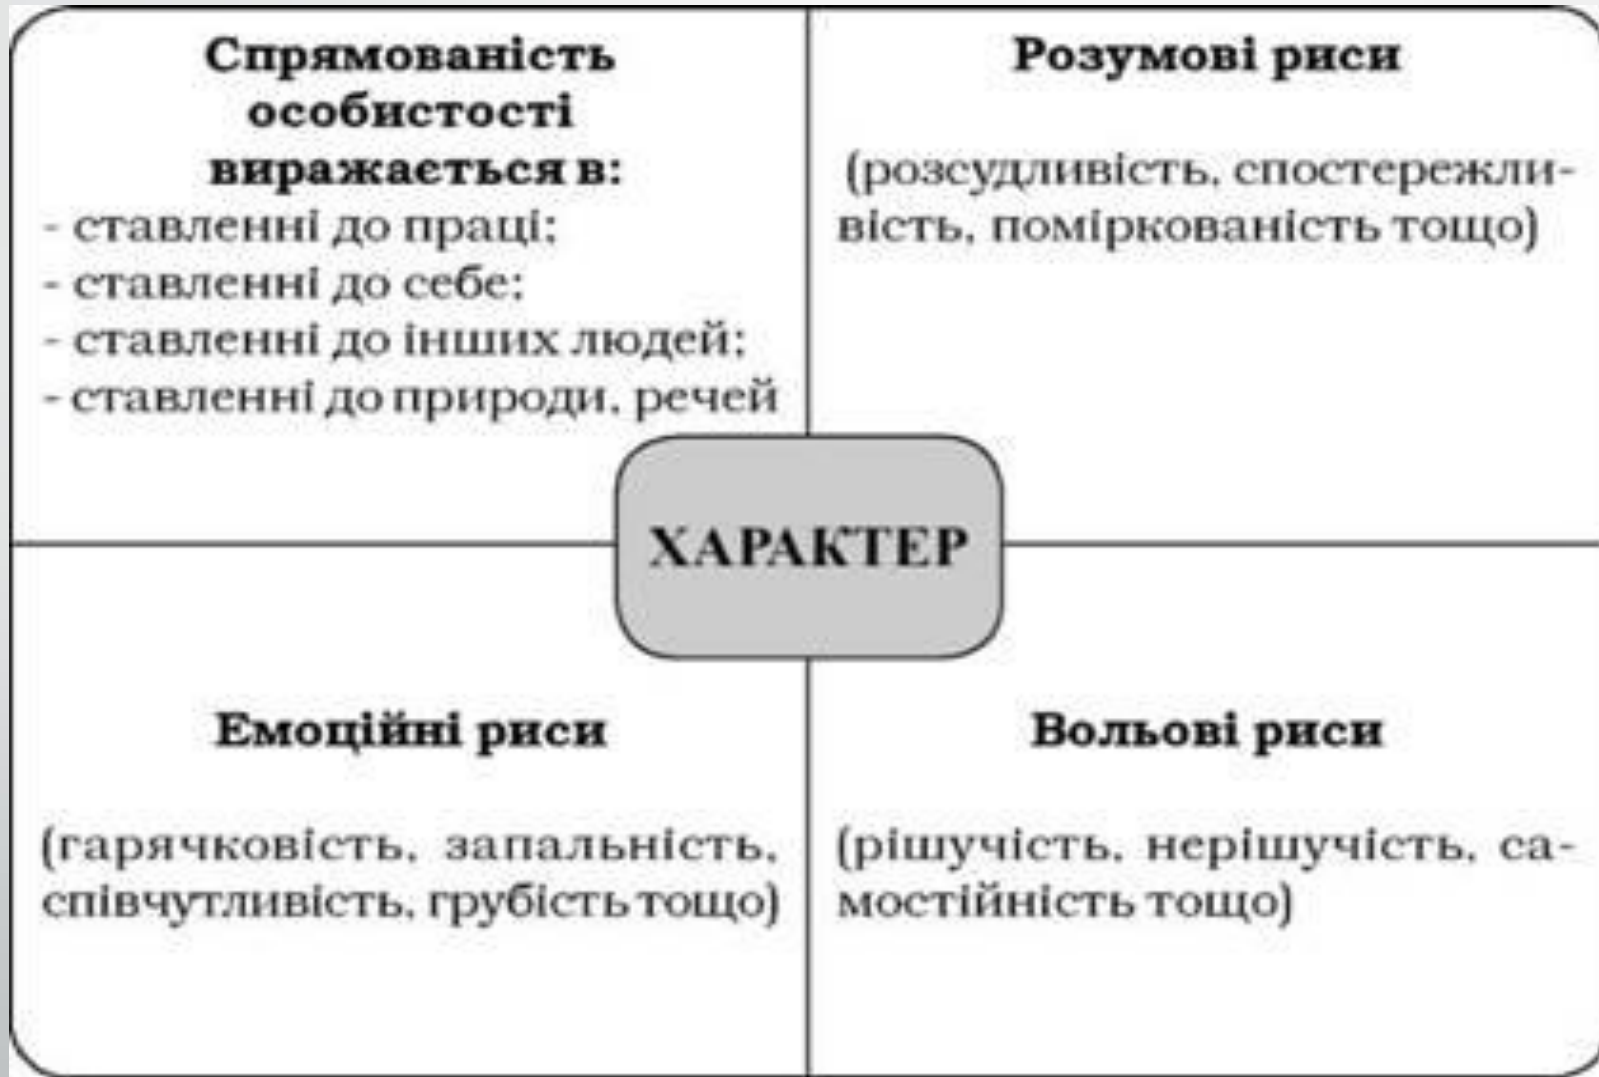 Спрямованість
особистості
виражається в:
- ставленні до праці;
- ставленні до себе;
- ставленні до інших людей;
- ставленні до природи, речей
Розумові риси
(розсудливість, спостережли-
вість, поміркованість тощо)
ХАРАКТЕР
Емоційні риси
(гарячковість, запальність,
співчутливість, грубість тощо)
Вольові риси
(рішучість, нерішучість, са-
мостійність тощо)